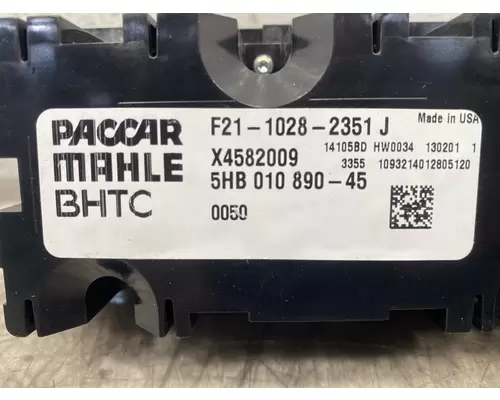 PACCAR
MAHLE
BHTC
F21-1028-2351 J
Made in USA
X4582009
14105BD HW0034 130201 1
3355 1093214012805120
5HB 010 890-45
0050